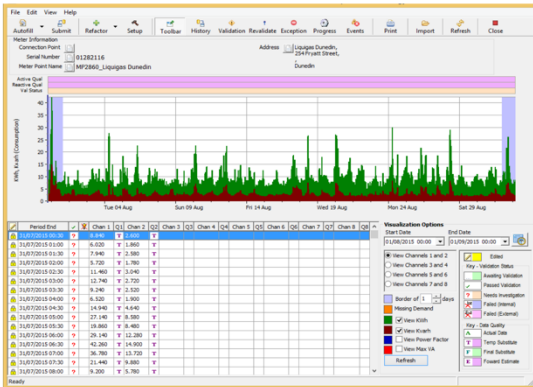 File Edit View Help
Autofill Submit Refactor Setup Toolbar History Validation Revalidate Exception Progress Events Print Import Refresh Close
Meter Information
Connection Point
Address Liquigas Dunedin,
254 Fryatt Street,
Serial Number 01282116
Dunedin
Meter Point Name MF2860_Liquigas Dunedin
Active Qual
Reactive Qual
Val Status
KWh, Kvarh (Consumption)
40
35
30
25
20
15
10
5
0
Tue 04 Aug Sun 09 Aug Fri 14 Aug Wed 19 Aug Mon 24 Aug Sat 29 Aug
Period End Chan 1 Q1 Chan 2 Q2 Chan 3 Q3 Chan 4 Q4 Chan 5 Q5 Chan 6 Q6 Chan 7 Q7 Chan 8 Q8
31/07/2015 00:30 ? T T
31/07/2015 01:00 ? 6.020 T 1.860 T
31/07/2015 01:30 ? 7.940 T 2.580 T
31/07/2015 02:00 ? 5.720 T 1.780 T
31/07/2015 02:30 ? 11.460 T 3.040 T
31/07/2015 03:00 ? 12.740 T 2.720 T
31/07/2015 03:30 ? 9.240 T 2.520 T
31/07/2015 04:00 ? 6.520 T 1.900 T
31/07/2015 04:30 ? 14.940 T 4.640 T
31/07/2015 05:00 ? 27.140 T 8.580 T
31/07/2015 05:30 ? 19.860 T 8.480 T
31/07/2015 06:00 ? 29.140 T 12.280 T
31/07/2015 06:30 ? 42.260 T 14.900 T
31/07/2015 07:00 ? 36.780 T 13.720 T
31/07/2015 07:30 ? 21.440 T 9.880 T
31/07/2015 08:00 ? 9.200 T 5.780 T
Visualization Options
Start Date End Date
01/08/2015 00:00 01/09/2015 00:00
View Channels 1 and 2
View Channels 3 and 4
View Channels 5 and 6
View Channels 7 and 8
Border of 1 days
Missing Demand
View KWh
View Kvarh
View Power Factor
View Max VA
Refresh
Edited
Key - Validation Status
Awaiting Validation
Passed Validation
? Needs Investigation
Failed (Internal)
Failed (External)
Key - Data Quality
A Actual Data
T Temp Substitute
F Final Substitute
E Forward Estimate
Ready